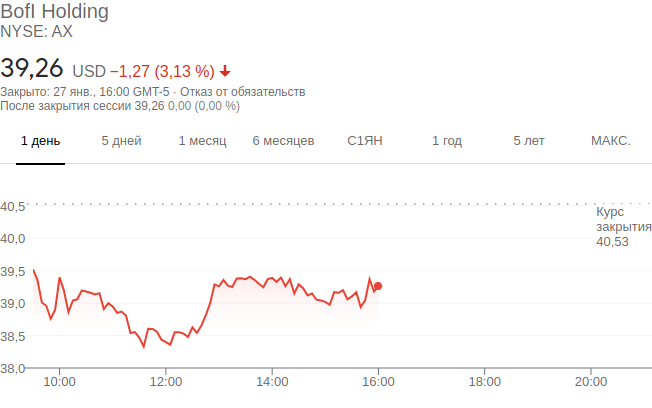 BofI Holding
NYSE: AX
39,26 USD −1,27 (3,13 %)
Закрыто: 27 янв., 16:00 GMT-5 · Отказ от обязательств
После закрытия сессии 39,26 0,00 (0,00 %)
1 день 5 дней 1 месяц 6 месяцев С1ЯН 1 год 5 лет МАКС.
40,5
Курс
закрытия
40,53
40,0
39,5
39,0
38,5
38,0
10:00 12:00 14:00 16:00 18:00 20:00